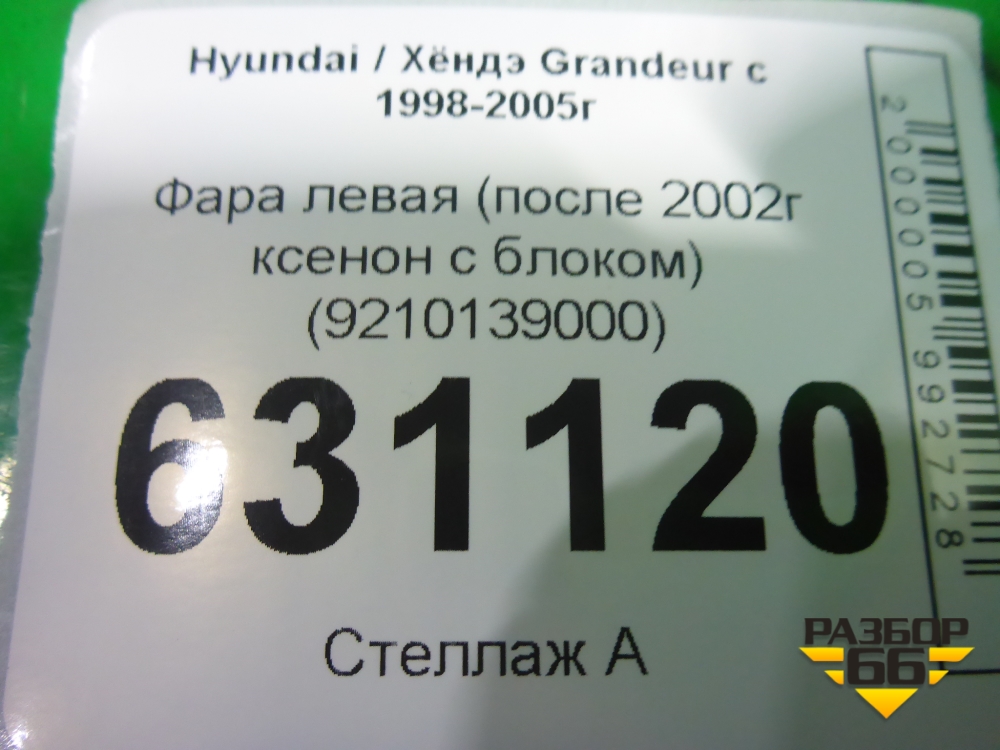 Hyundai / Хёндэ Grandeur с
1998-2005г
Фара левая (после 2002г
ксенон с блоком)
(9210139000)
631120
Стеллаж А
2000005992728
РАЗБОР
66